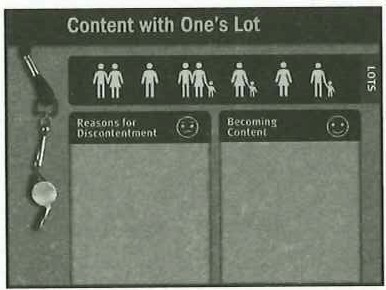 Content with One's Lot
LOTS
Reasons for
Discontentment
Becoming
Content